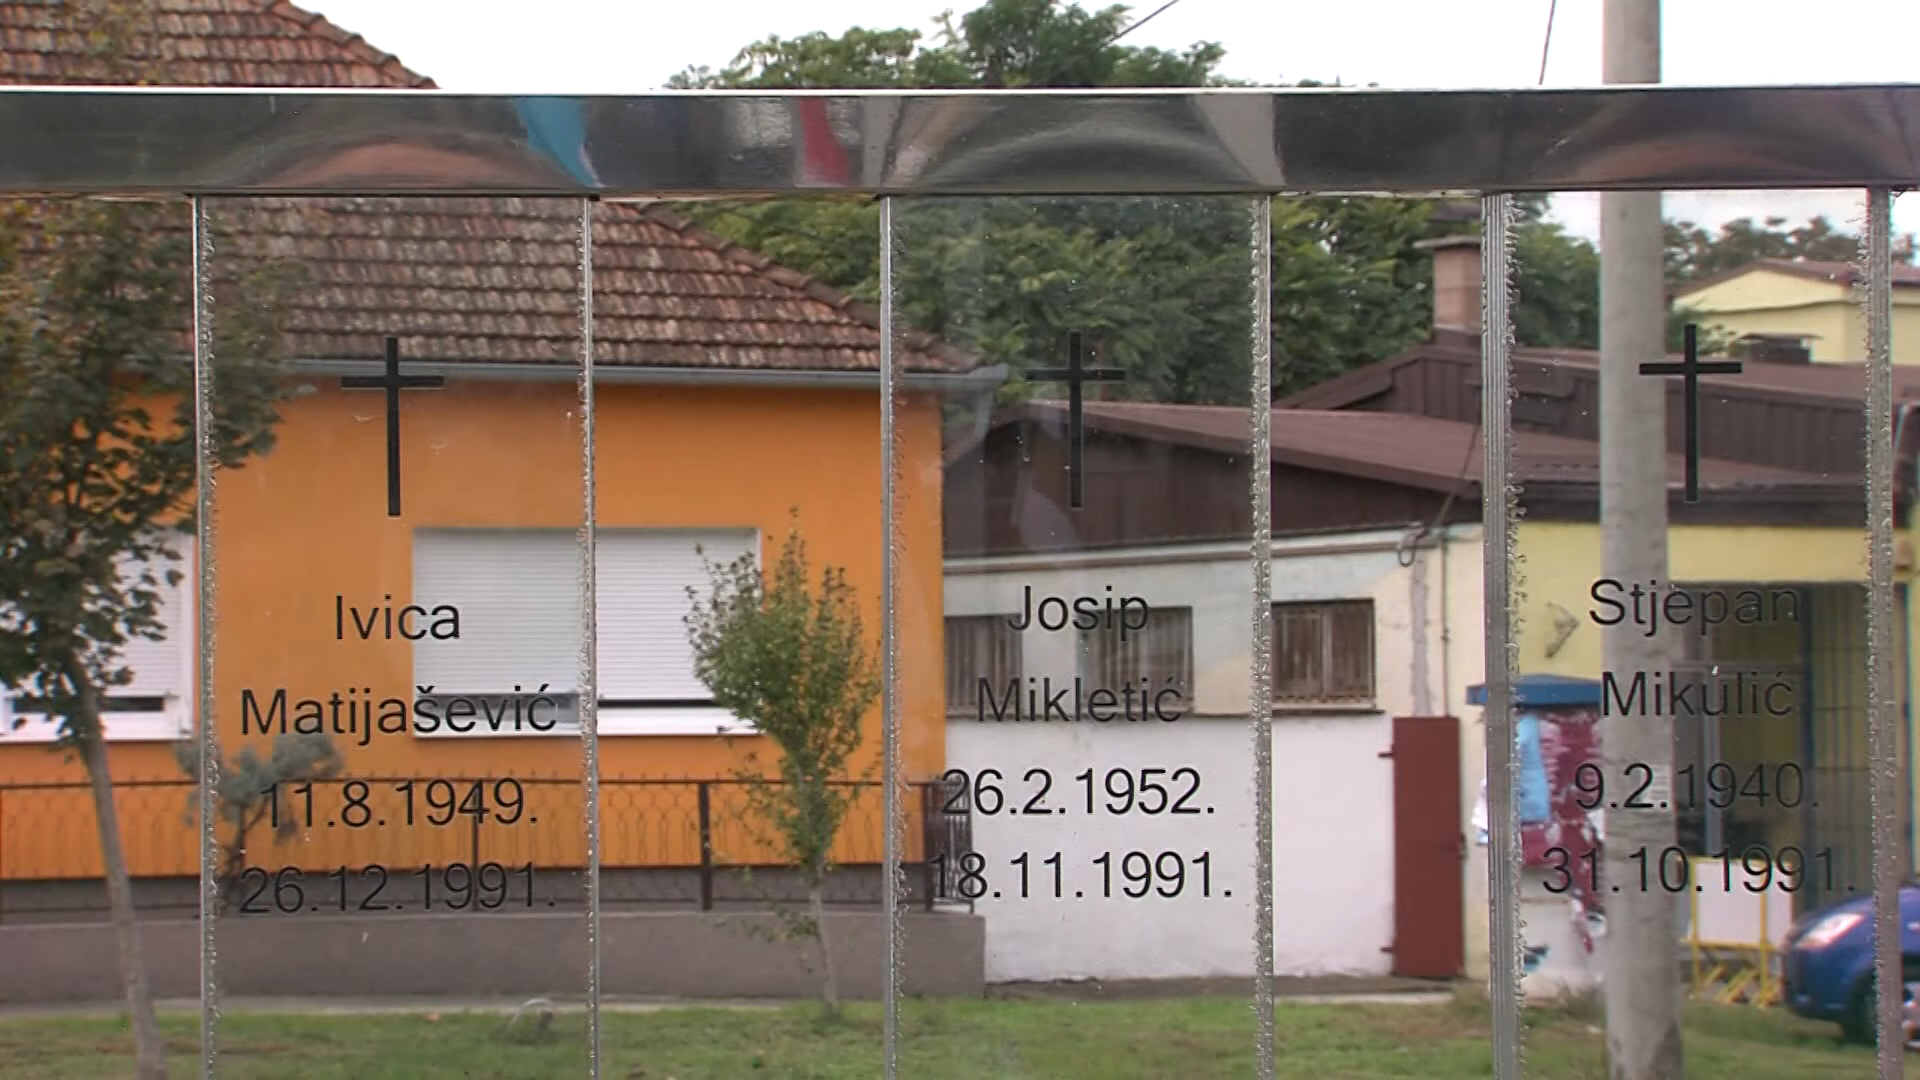 Ivica
Matijašević
11.8.1949.
26.12.1991.
Josip
Mikletić
26.2.1952.
18.11.1991.
Stjepan
Mikulić
9.2.1940.
31.10.1991.